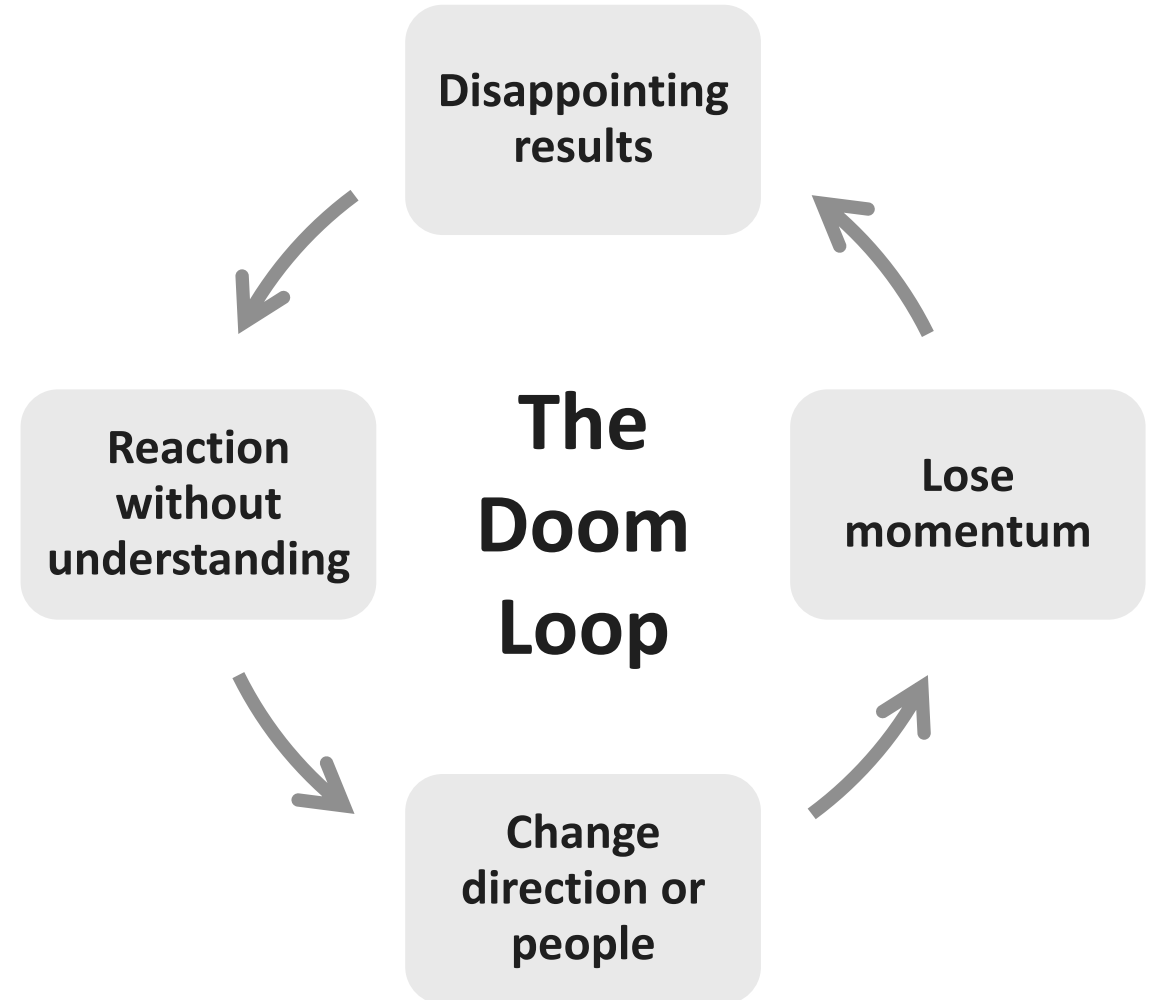 Disappointing
results
Reaction
without
understanding
The
Doom
Loop
Lose
momentum
Change
direction or
people